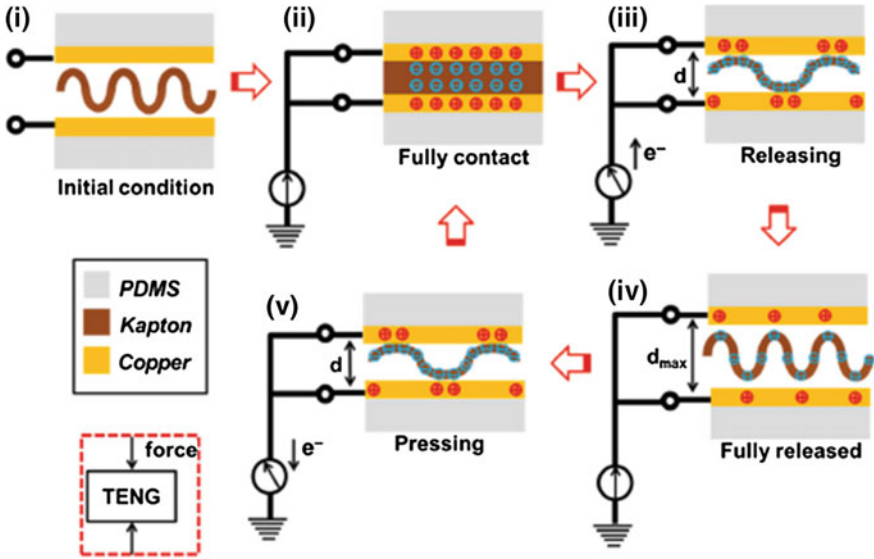 (i)
Initial condition
(ii)
Fully contact
(iii)
d
e⁻
Releasing
PDMS
Kapton
Copper
force
TENG
(v)
d
e⁻
Pressing
(iv)
dmax
Fully released